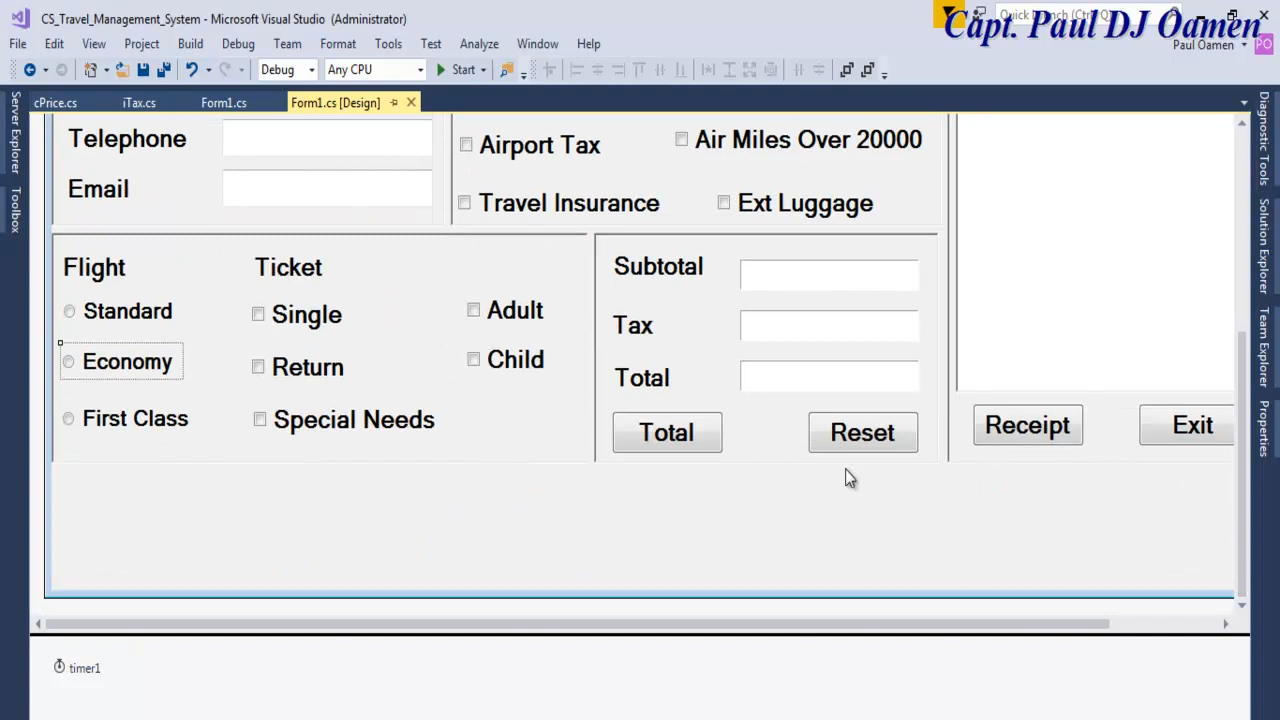 CS_Travel_Management_System - Microsoft Visual Studio (Administrator)
Quick Launch (Ctrl+Q)
Capt. Paul DJ Oamen
File Edit View Project Build Debug Team Format Tools Test Analyze Window Help
Paul Oamen PO
Debug Any CPU Start
cPrice.cs iTax.cs Form1.cs Form1.cs [Design]
Server Explorer
Toolbox
Diagnostic Tools
Solution Explorer
Team Explorer
Properties
Telephone
Email
Airport Tax Air Miles Over 20000
Travel Insurance Ext Luggage
Flight Ticket
Standard Single Adult
Economy Return Child
First Class Special Needs
Subtotal
Tax
Total
Total Reset
Receipt Exit
timer1